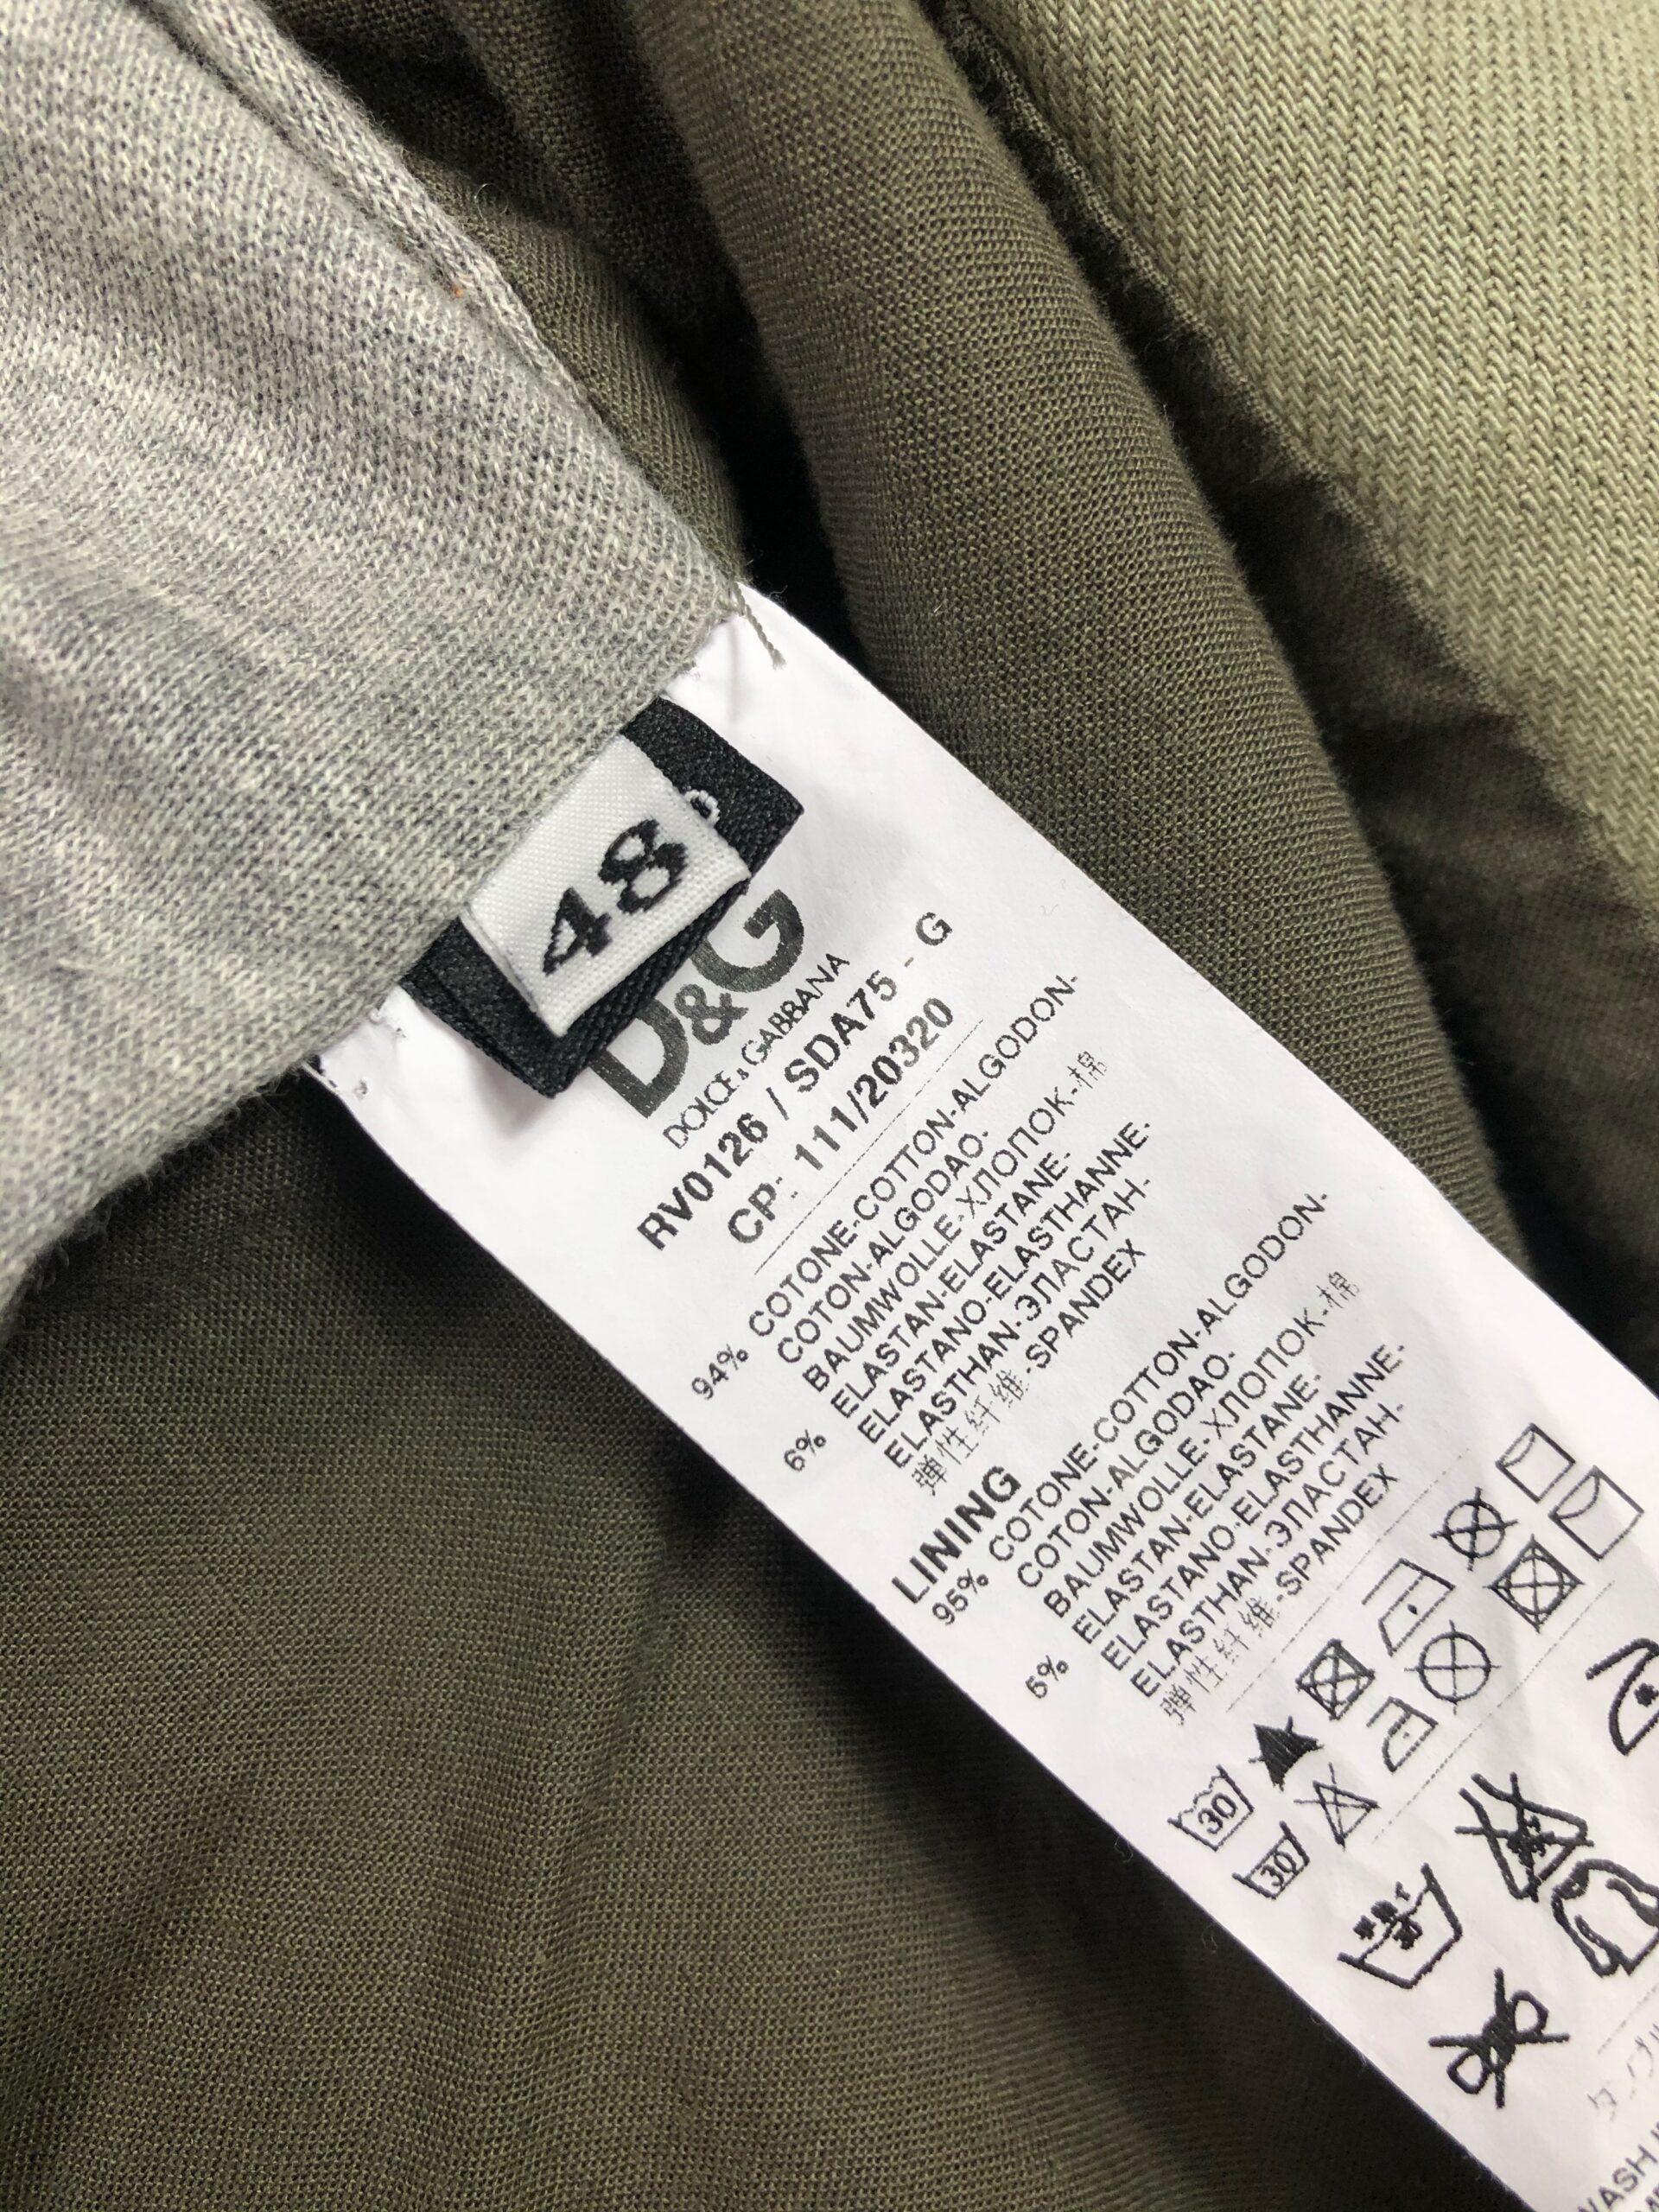 48
D&G
DOLCE & GABBANA
RV0126 / SDA75 - G
CP: 111/20320
94% COTONE-COTTON-ALGODON-
COTON-ALGODAO-
BAUMWOLLE-ХЛОПОК-棉
6% ELASTAN-ELASTANE-
ELASTANO-ELASTHANNE-
ELASTHAN-ЭЛАСТАН-
弹性纤维-SPANDEX
LINING
95% COTONE-COTTON-ALGODON-
COTON-ALGODAO-
BAUMWOLLE-ХЛОПОК-棉
5% ELASTAN-ELASTANE-
ELASTANO-ELASTHANNE-
ELASTHAN-ЭЛАСТАН-
弹性纤维-SPANDEX
30
30